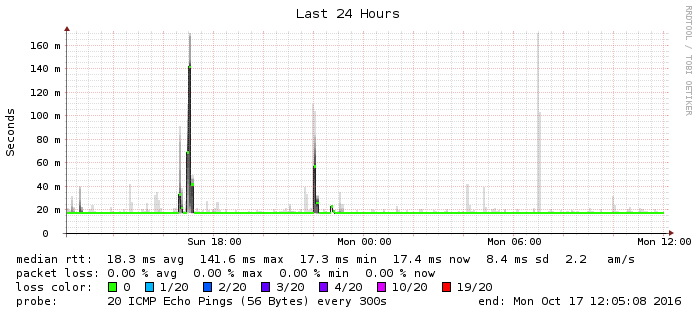 Last 24 Hours
RRDTOOL / TOBI OETIKER
Seconds
160 m
140 m
120 m
100 m
80 m
60 m
40 m
20 m
0
Sun 18:00 Mon 00:00 Mon 06:00 Mon 12:00
median rtt: 18.3 ms avg 141.6 ms max 17.3 ms min 17.4 ms now 8.4 ms sd 2.2 am/s
packet loss: 0.00 % avg 0.00 % max 0.00 % min 0.00 % now
loss color: 0 1/20 2/20 3/20 4/20 10/20 19/20
probe: 20 ICMP Echo Pings (56 Bytes) every 300s end: Mon Oct 17 12:05:08 2016